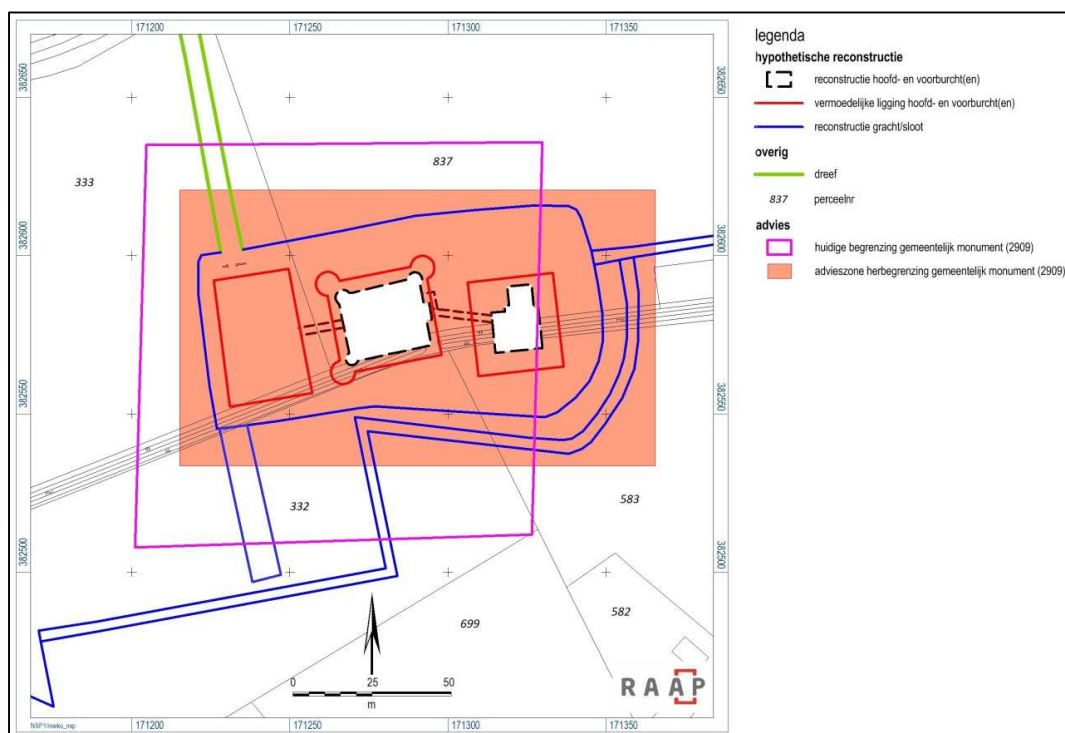 171200 171250 171300 171350
382650 382650
382600 382600
382550 382550
382500 382500
333
837
332
583
582
699
0 25 50
m
RAAP
171200 171250 171300 171350
legenda
hypothetische reconstructie
reconstructie hoofd- en voorburcht(en)
vermoedelijke ligging hoofd- en voorburcht(en)
reconstructie gracht/sloot
overig
dreef
837 perceelnr
advies
huidige begrenzing gemeentelijk monument (2909)
advieszone herbegrenzing gemeentelijk monument (2909)